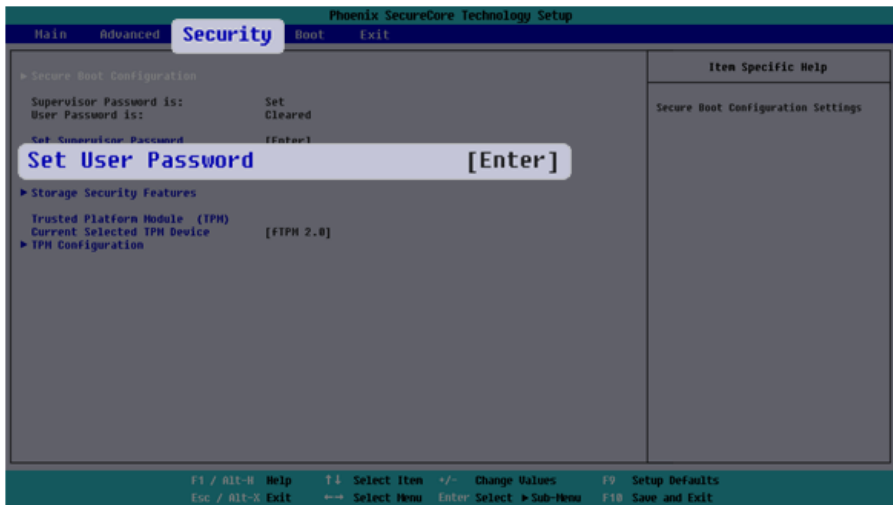 Phoenix SecureCore Technology Setup
Main Advanced Security Boot Exit
Item Specific Help
▶ Secure Boot Configuration
Secure Boot Configuration Settings
Supervisor Password is: Set
User Password is: Cleared
Set Supervisor Password [Enter]
Set User Password [Enter]
▶ Storage Security Features
Trusted Platform Module (TPM)
Current Selected TPM Device [fTPM 2.0]
▶ TPM Configuration
F1 / Alt-H Help ↑↓ Select Item +/- Change Values F9 Setup Defaults
Esc / Alt-X Exit ←→ Select Menu Enter Select ▶ Sub-Menu F10 Save and Exit